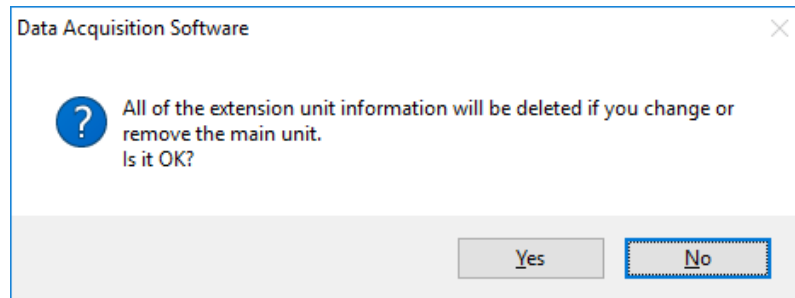 Data Acquisition Software
All of the extension unit information will be deleted if you change or
remove the main unit.
Is it OK?
Yes
No